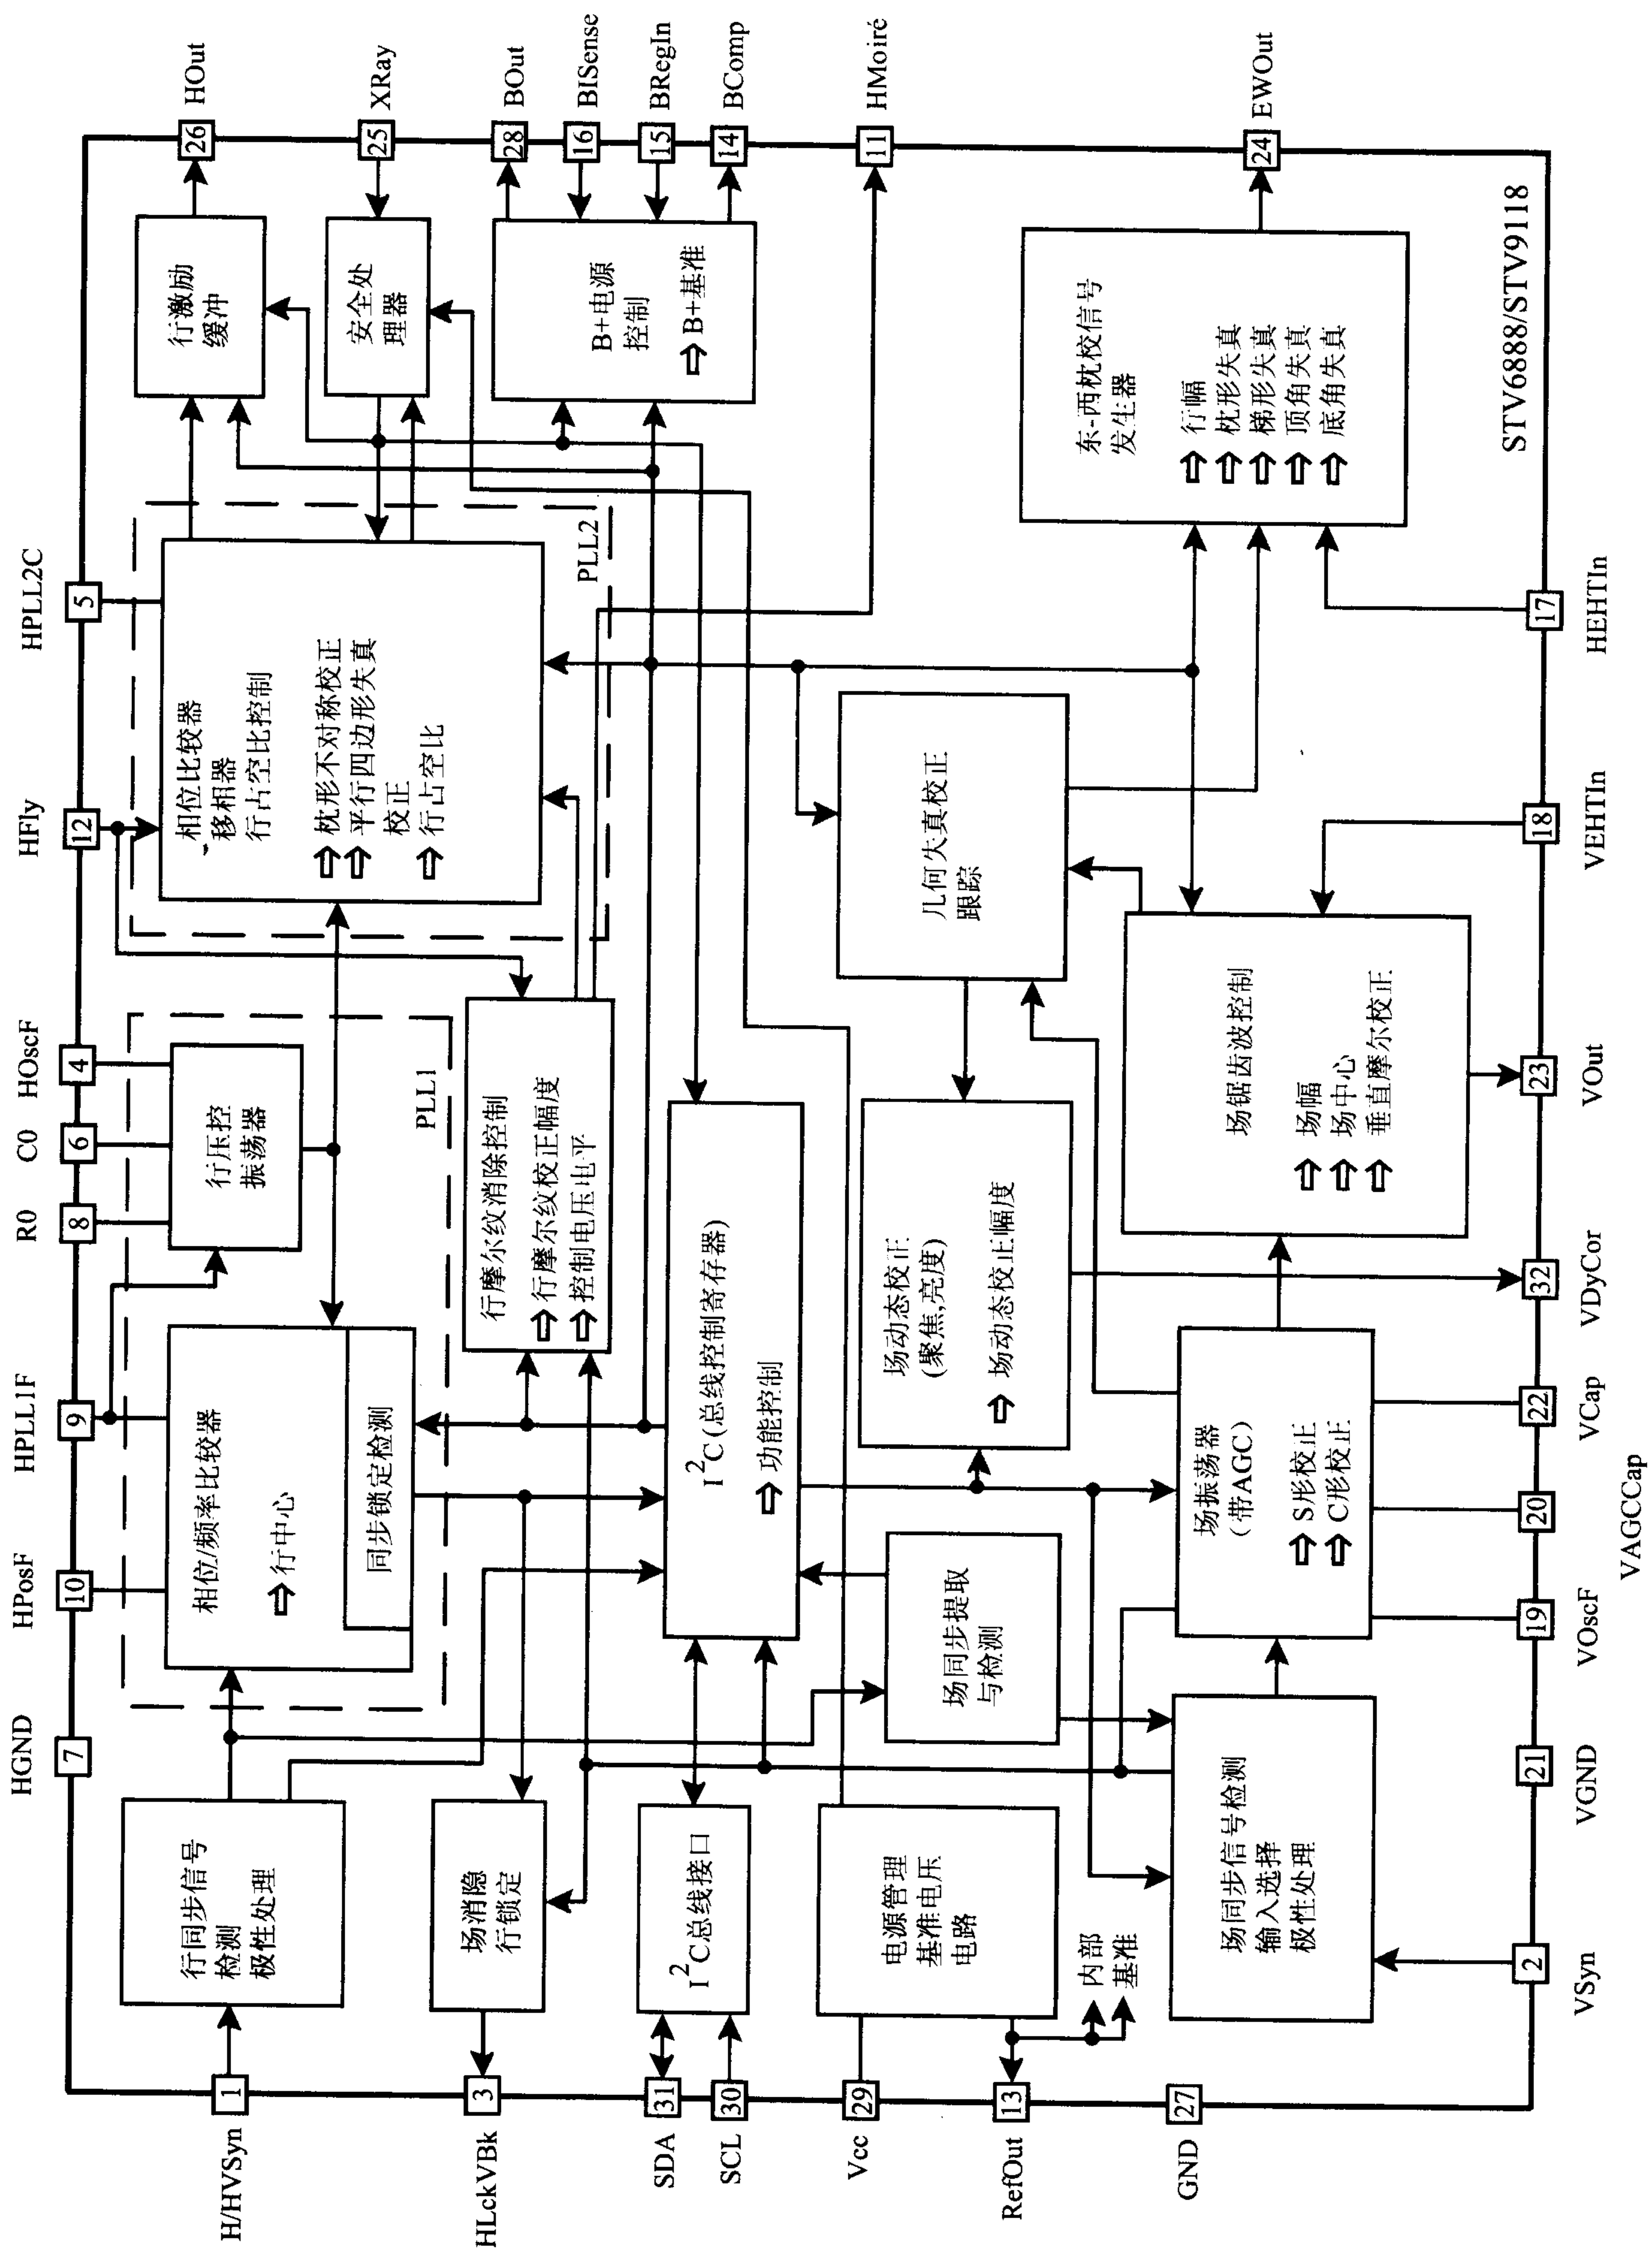 HGND
HPosF
HPLL1F
R0
C0
HOscF
HFly
HPLL2C
7
10
9
8
6
4
12
5
H/HVSyn
1
行同步信号
检测
极性处理
相位/频率比较器
行中心
同步锁定检测
行压控
振荡器
PLL1
相位比较器
移相器
行占空比控制
枕形不对称校正
平行四边形失真
校正
行占空比
PLL2
行激励
缓冲
26
HOut
安全处
理器
25
XRay
HLckVBk
3
场消隐
行锁定
行摩尔纹消除控制
行摩尔纹校正幅度
控制电压电平
B+电源
控制
B+基准
28
BOut
16
BISense
15
BRegIn
14
BComp
SDA
31
SCL
30
I²C总线接口
I²C(总线控制寄存器)
功能控制
11
HMoiré
Vcc
29
RefOut
13
电源管理
基准电压
电路
内部
基准
场同步提取
与检测
场动态校正
(聚焦,亮度)
场动态校正幅度
几何失真校正
跟踪
东-西枕校信号
发生器
行幅
枕形失真
梯形失真
顶角失真
底角失真
24
EWOut
GND
27
场同步信号检测
输入选择
极性处理
场振荡器
(带AGC)
S形校正
C形校正
场锯齿波控制
场幅
场中心
垂直摩尔校正
STV6888/STV9118
2
21
19
20
22
32
23
18
17
VSyn
VGND
VOscF
VAGCCap
VCap
VDyCor
VOut
VEHTIn
HEHTIn